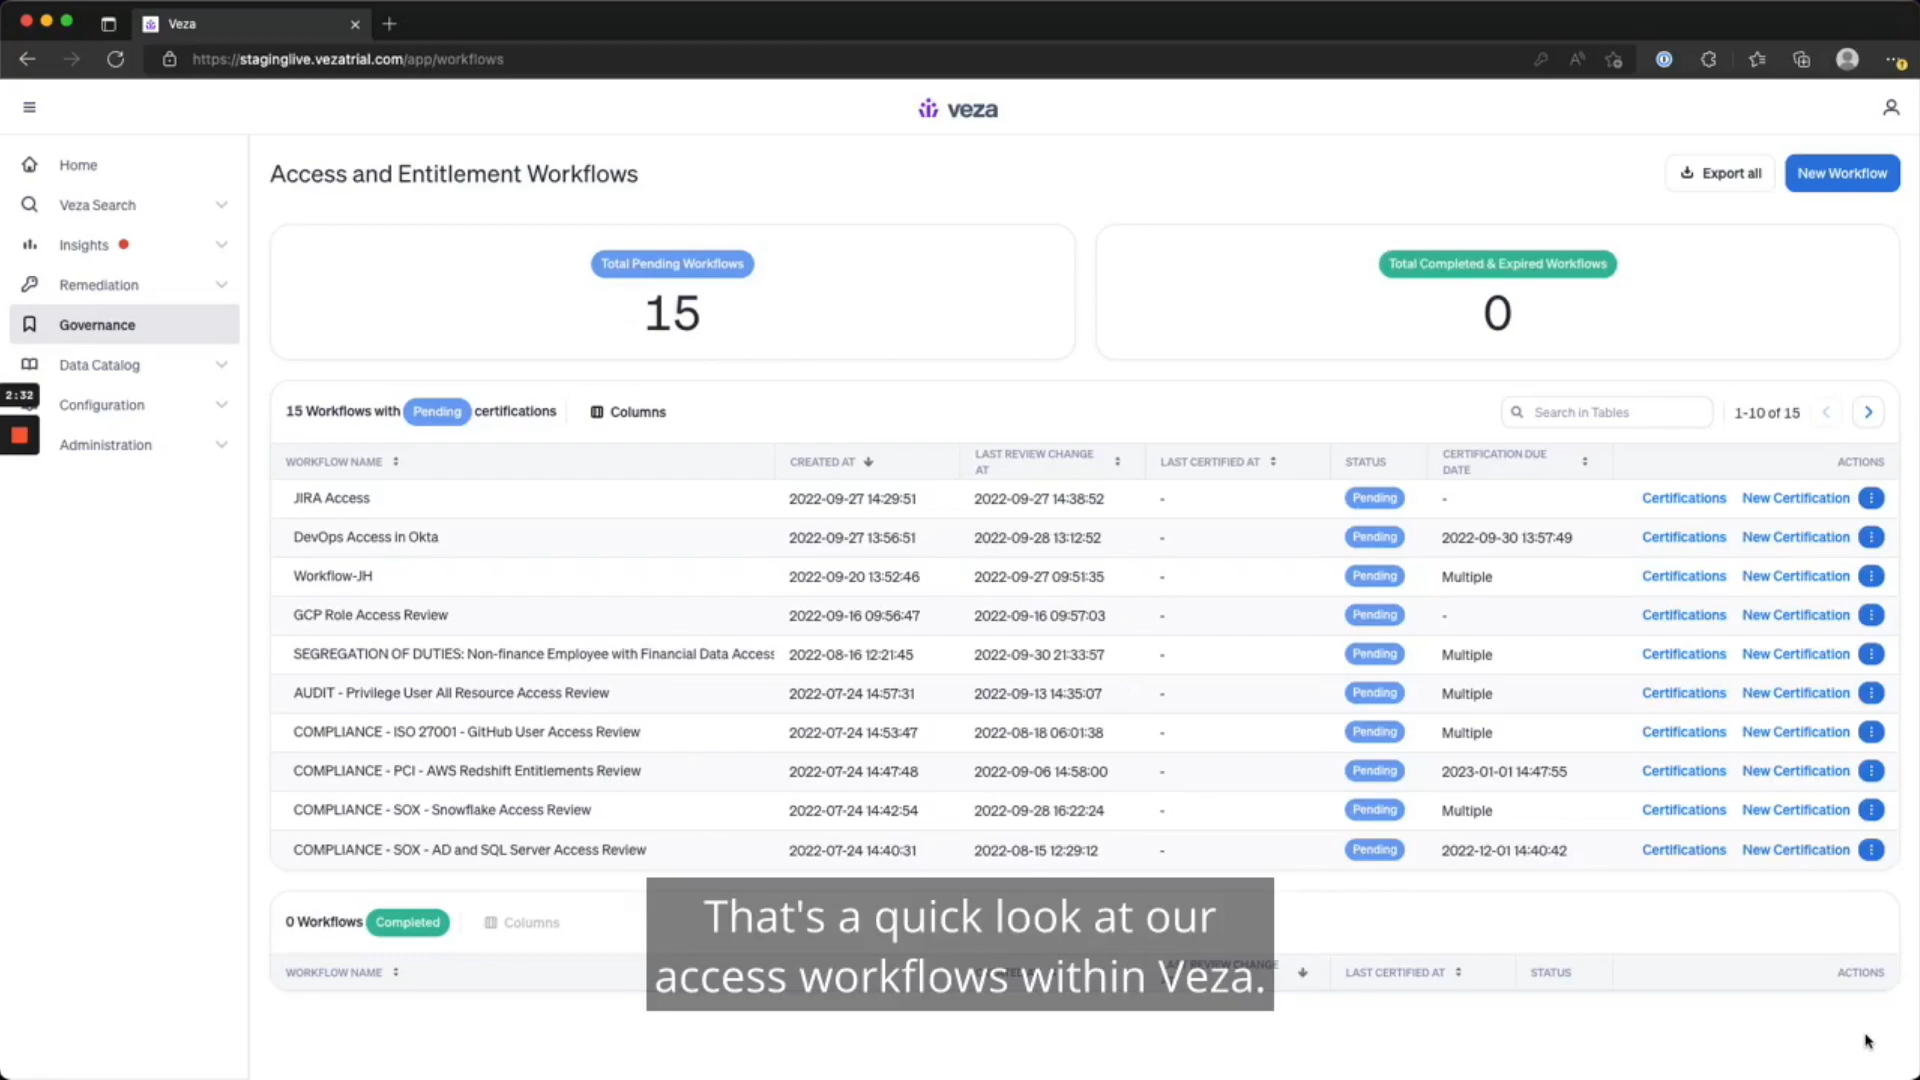 Veza
https://staginglive.vezatrial.com/app/workflows
veza
Home
Veza Search
Insights
Remediation
Governance
Data Catalog
Configuration
Administration
2:32
Access and Entitlement Workflows
Export all
New Workflow
Total Pending Workflows
15
Total Completed & Expired Workflows
0
15 Workflows with Pending certifications
Columns
Search in Tables
1-10 of 15
WORKFLOW NAME CREATED AT LAST REVIEW CHANGE AT LAST CERTIFIED AT STATUS CERTIFICATION DUE DATE ACTIONS
JIRA Access 2022-09-27 14:29:51 2022-09-27 14:38:52 - Pending - Certifications New Certification
DevOps Access in Okta 2022-09-27 13:56:51 2022-09-28 13:12:52 - Pending 2022-09-30 13:57:49 Certifications New Certification
Workflow-JH 2022-09-20 13:52:46 2022-09-27 09:51:35 - Pending Multiple Certifications New Certification
GCP Role Access Review 2022-09-16 09:56:47 2022-09-16 09:57:03 - Pending - Certifications New Certification
SEGREGATION OF DUTIES: Non-finance Employee with Financial Data Access 2022-08-16 12:21:45 2022-09-30 21:33:57 - Pending Multiple Certifications New Certification
AUDIT - Privilege User All Resource Access Review 2022-07-24 14:57:31 2022-09-13 14:35:07 - Pending Multiple Certifications New Certification
COMPLIANCE - ISO 27001 - GitHub User Access Review 2022-07-24 14:53:47 2022-08-18 06:01:38 - Pending Multiple Certifications New Certification
COMPLIANCE - PCI - AWS Redshift Entitlements Review 2022-07-24 14:47:48 2022-09-06 14:58:00 - Pending 2023-01-01 14:47:55 Certifications New Certification
COMPLIANCE - SOX - Snowflake Access Review 2022-07-24 14:42:54 2022-09-28 16:22:24 - Pending Multiple Certifications New Certification
COMPLIANCE - SOX - AD and SQL Server Access Review 2022-07-24 14:40:31 2022-08-15 12:29:12 - Pending 2022-12-01 14:40:42 Certifications New Certification
0 Workflows Completed
Columns
WORKFLOW NAME LAST CERTIFIED AT STATUS ACTIONS
That's a quick look at our
access workflows within Veza.